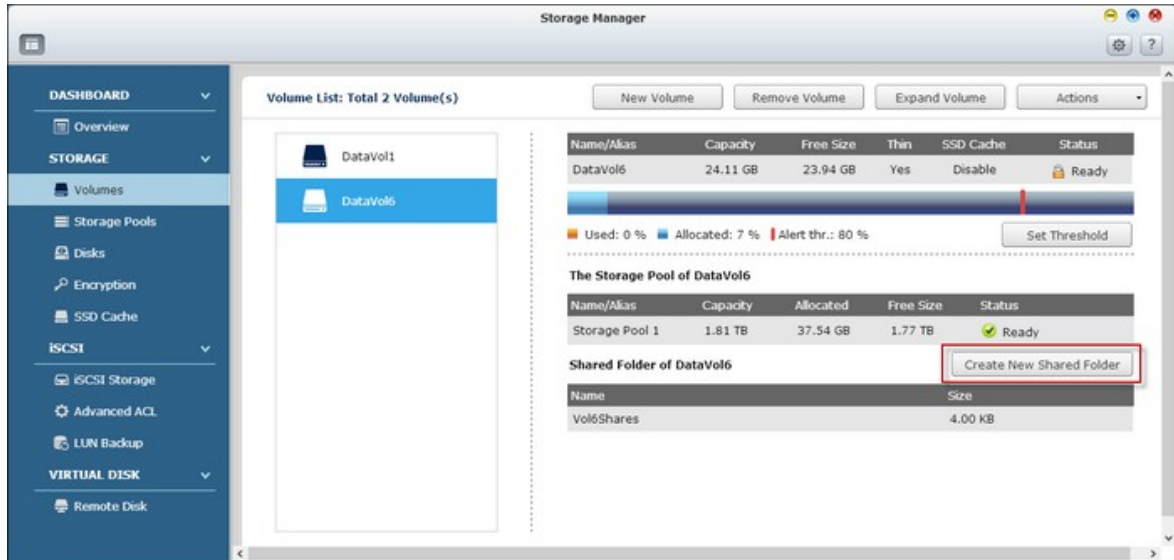 Storage Manager
?
DASHBOARD
Overview
STORAGE
Volumes
Storage Pools
Disks
Encryption
SSD Cache
iSCSI
iSCSI Storage
Advanced ACL
LUN Backup
VIRTUAL DISK
Remote Disk
Volume List: Total 2 Volume(s)
New Volume Remove Volume Expand Volume Actions
DataVol1
DataVol6
Name/Alias Capacity Free Size Thin SSD Cache Status
DataVol6 24.11 GB 23.94 GB Yes Disable Ready
Used: 0 % Allocated: 7 % Alert thr.: 80 % Set Threshold
The Storage Pool of DataVol6
Name/Alias Capacity Allocated Free Size Status
Storage Pool 1 1.81 TB 37.54 GB 1.77 TB Ready
Shared Folder of DataVol6 Create New Shared Folder
Name Size
Vol6Shares 4.00 KB